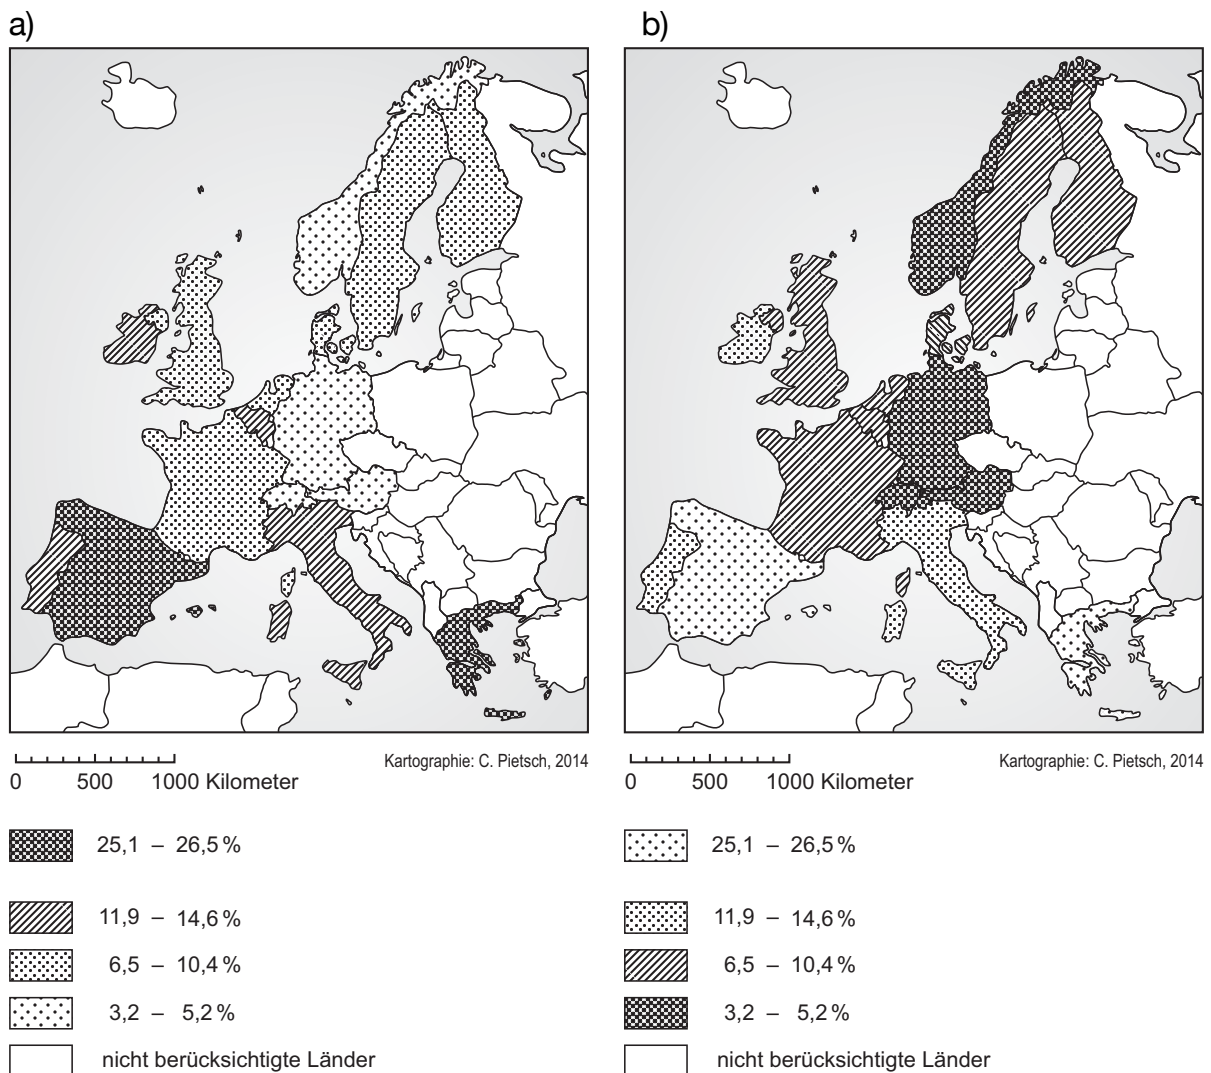 a)
b)
0 500 1000 Kilometer
Kartographie: C. Pietsch, 2014
0 500 1000 Kilometer
Kartographie: C. Pietsch, 2014
25,1 – 26,5 %
11,9 – 14,6 %
6,5 – 10,4 %
3,2 – 5,2 %
nicht berücksichtigte Länder
25,1 – 26,5 %
11,9 – 14,6 %
6,5 – 10,4 %
3,2 – 5,2 %
nicht berücksichtigte Länder